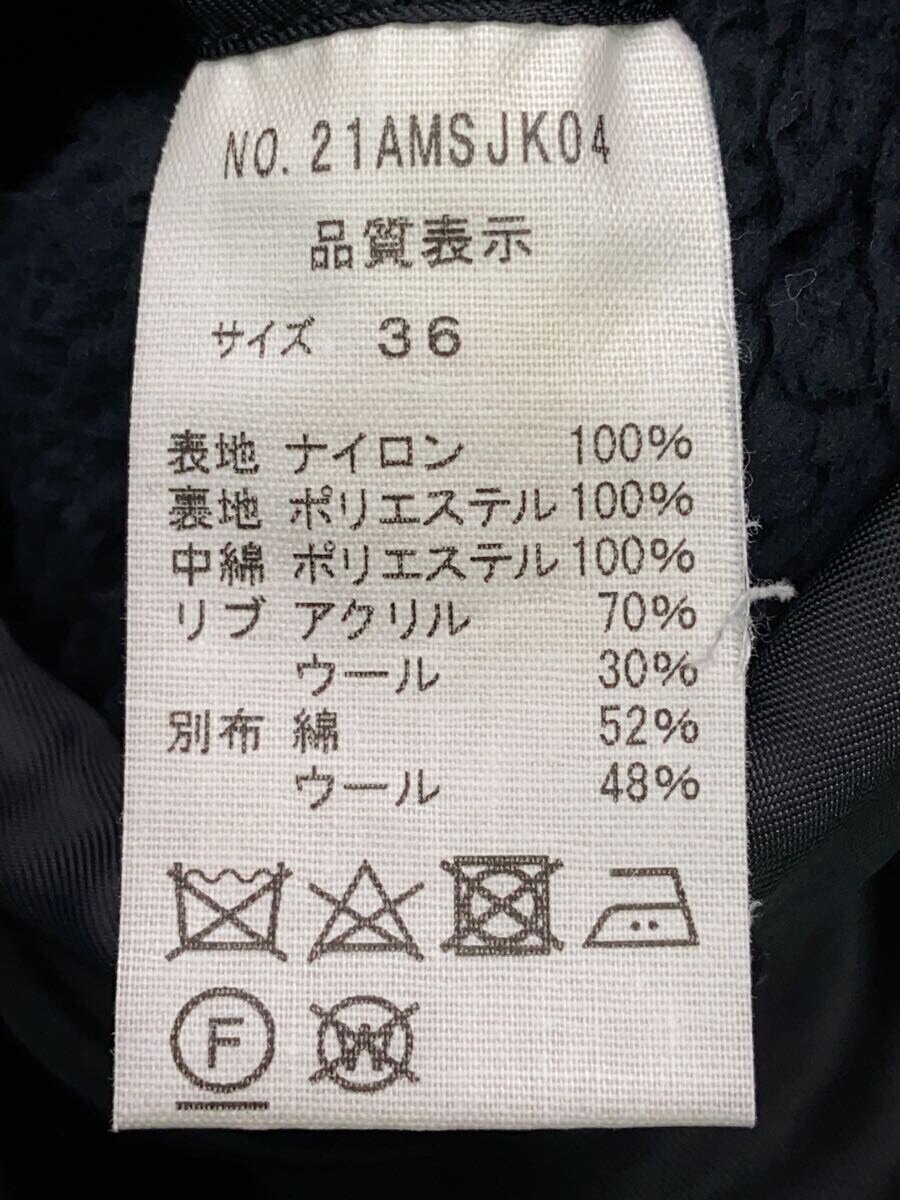 NO. 21AMSJK04
品質表示
サイズ 36
表地 ナイロン 100%
裏地 ポリエステル 100%
中綿 ポリエステル 100%
リブ アクリル 70%
ウール 30%
別布 綿 52%
ウール 48%
F
W